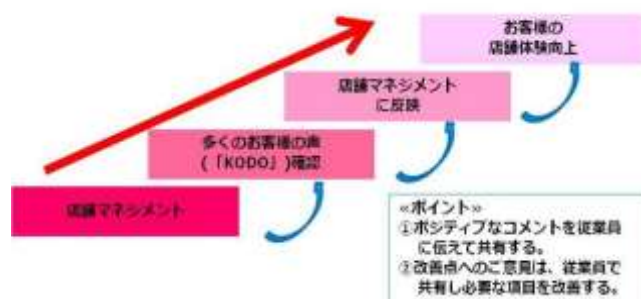 お客様の
店舗体験向上
店舗マネジメント
に反映
多くのお客様の声
(「KODO」)確認
店舗マネジメント
≪ポイント≫
①ポジティブなコメントを従業員
に伝えて共有する。
②改善点へのご意見は、従業員で
共有し必要な項目を改善する。